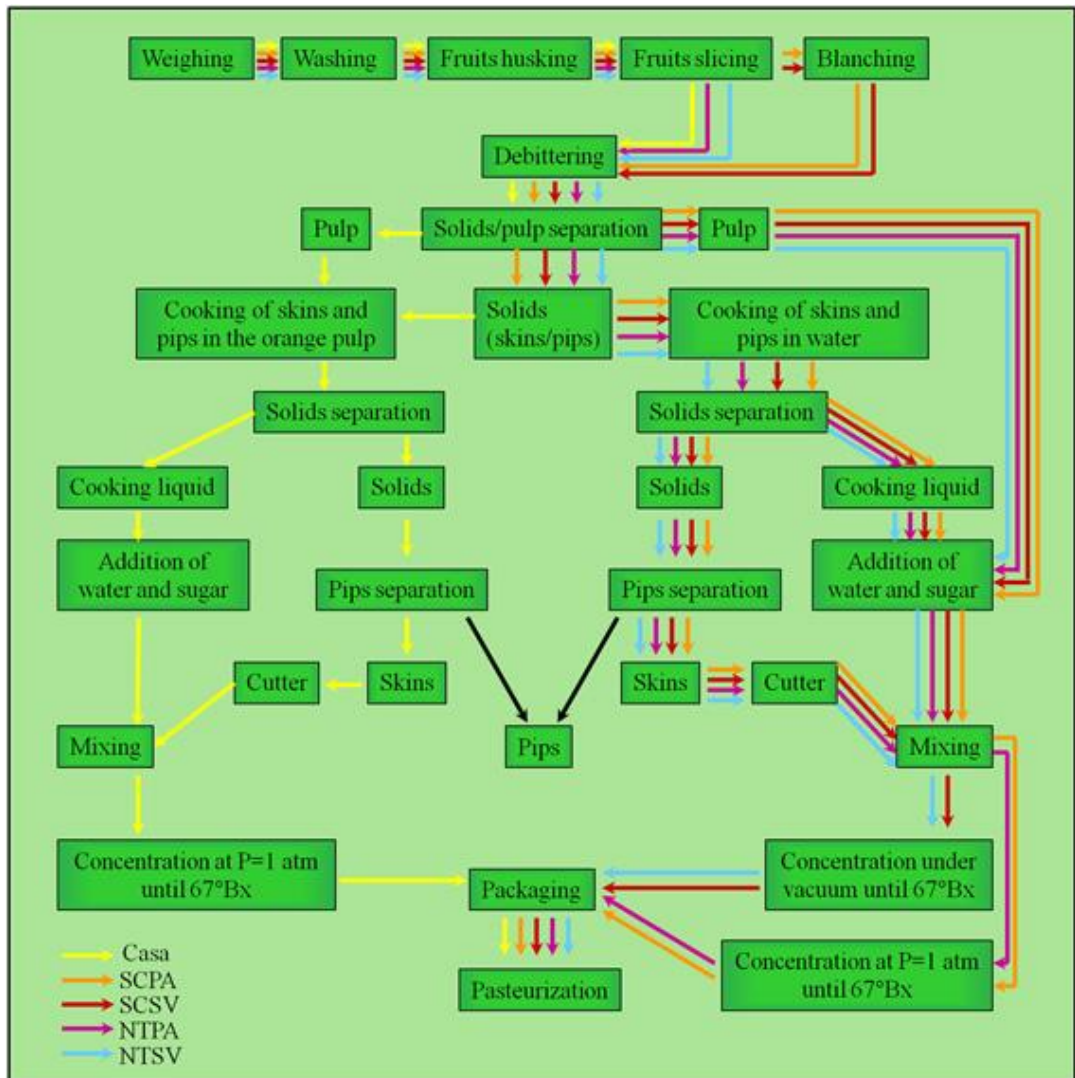 Weighing
Washing
Fruits husking
Fruits slicing
Blanching
Debittering
Pulp
Solids/pulp separation
Pulp
Cooking of skins and
pips in the orange pulp
Solids
(skins/pips)
Cooking of skins and
pips in water
Solids separation
Solids separation
Cooking liquid
Solids
Solids
Cooking liquid
Addition of
water and sugar
Pips separation
Pips separation
Addition of
water and sugar
Cutter
Skins
Skins
Cutter
Mixing
Pips
Mixing
Concentration at P=1 atm
until 67°Bx
Packaging
Concentration under
vacuum until 67°Bx
Pasteurization
Concentration at P=1 atm
until 67°Bx
Casa
SCPA
SCSV
NTPA
NTSV